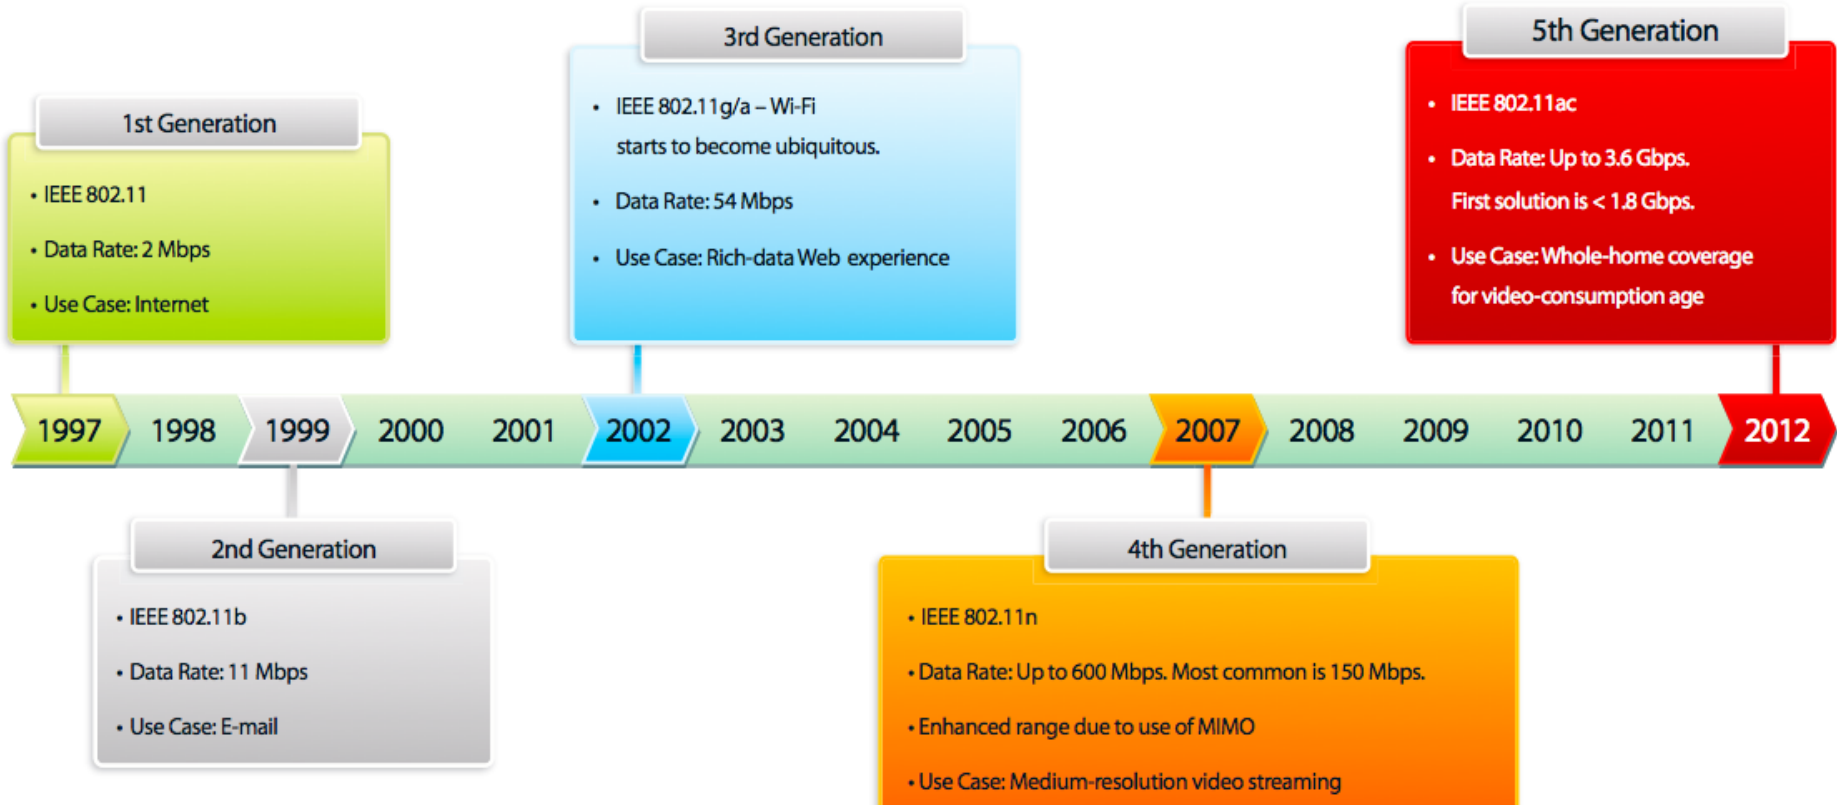 1st Generation
• IEEE 802.11
• Data Rate: 2 Mbps
• Use Case: Internet
3rd Generation
• IEEE 802.11g/a – Wi-Fi
starts to become ubiquitous.
• Data Rate: 54 Mbps
• Use Case: Rich-data Web experience
5th Generation
• IEEE 802.11ac
• Data Rate: Up to 3.6 Gbps.
First solution is < 1.8 Gbps.
• Use Case: Whole-home coverage
for video-consumption age
1997 1998 1999 2000 2001 2002 2003 2004 2005 2006 2007 2008 2009 2010 2011 2012
2nd Generation
• IEEE 802.11b
• Data Rate: 11 Mbps
• Use Case: E-mail
4th Generation
• IEEE 802.11n
• Data Rate: Up to 600 Mbps. Most common is 150 Mbps.
• Enhanced range due to use of MIMO
• Use Case: Medium-resolution video streaming